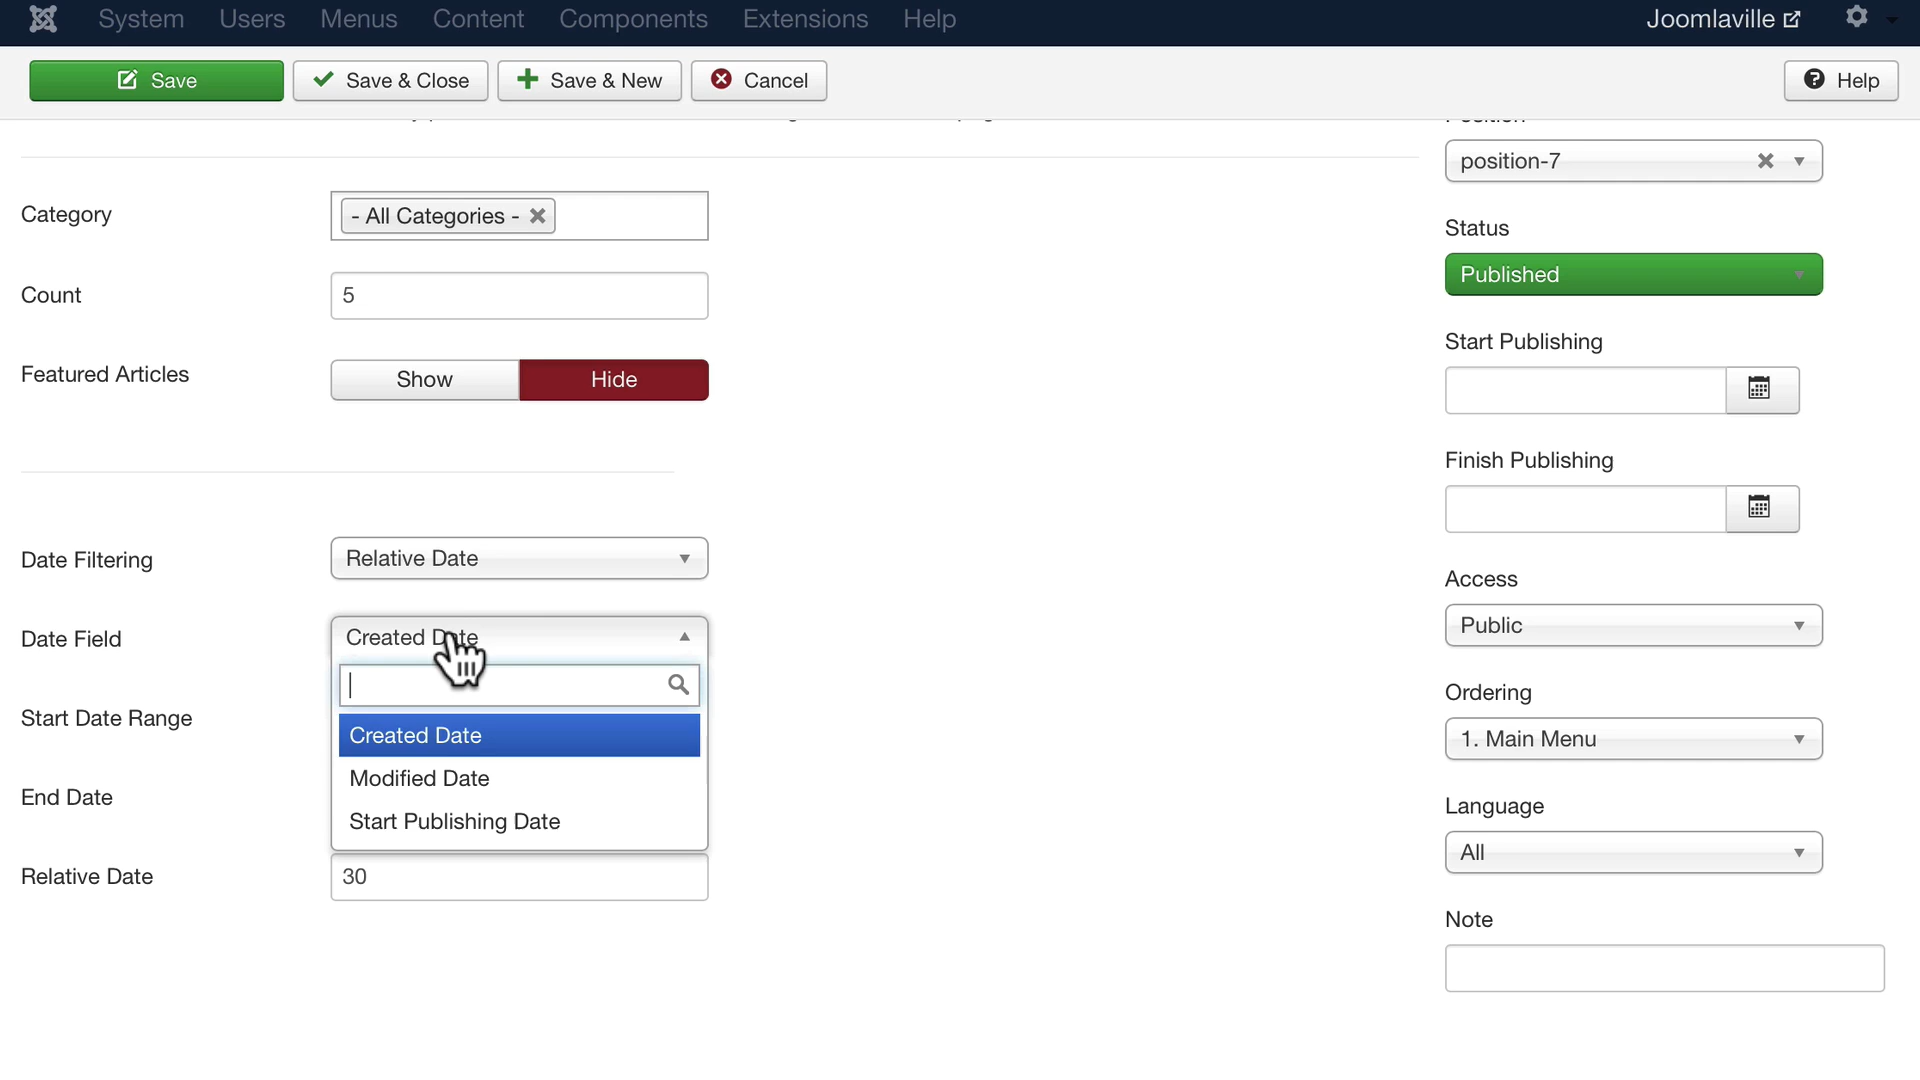 System Users Menus Content Components Extensions Help Joomlaville
Save Save & Close Save & New Cancel Help
Position
position-7
Category - All Categories -
Status
Published
Count 5
Start Publishing
Featured Articles Show Hide
Finish Publishing
Date Filtering Relative Date
Access
Public
Date Field Created Date
Created Date
Modified Date
Start Publishing Date
Start Date Range
End Date
Relative Date 30
Ordering
1. Main Menu
Language
All
Note